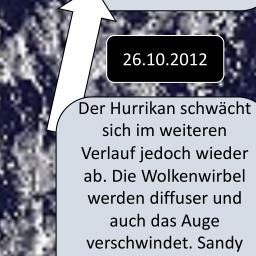 26.10.2012
Der Hurrikan schwächt
sich im weiteren
Verlauf jedoch wieder
ab. Die Wolkenwirbel
werden diffuser und
auch das Auge
verschwindet. Sandy